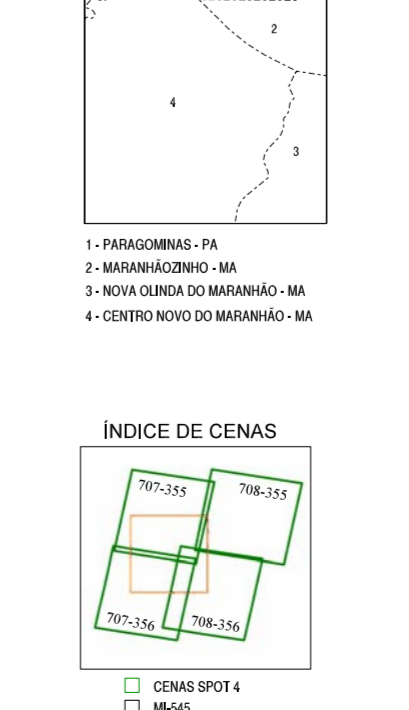 2
4
3
1 - PARAGOMINAS - PA
2 - MARANHÃOZINHO - MA
3 - NOVA OLINDA DO MARANHÃO - MA
4 - CENTRO NOVO DO MARANHÃO - MA
ÍNDICE DE CENAS
707-355
708-355
707-356
708-356
CENAS SPOT 4
MI-545